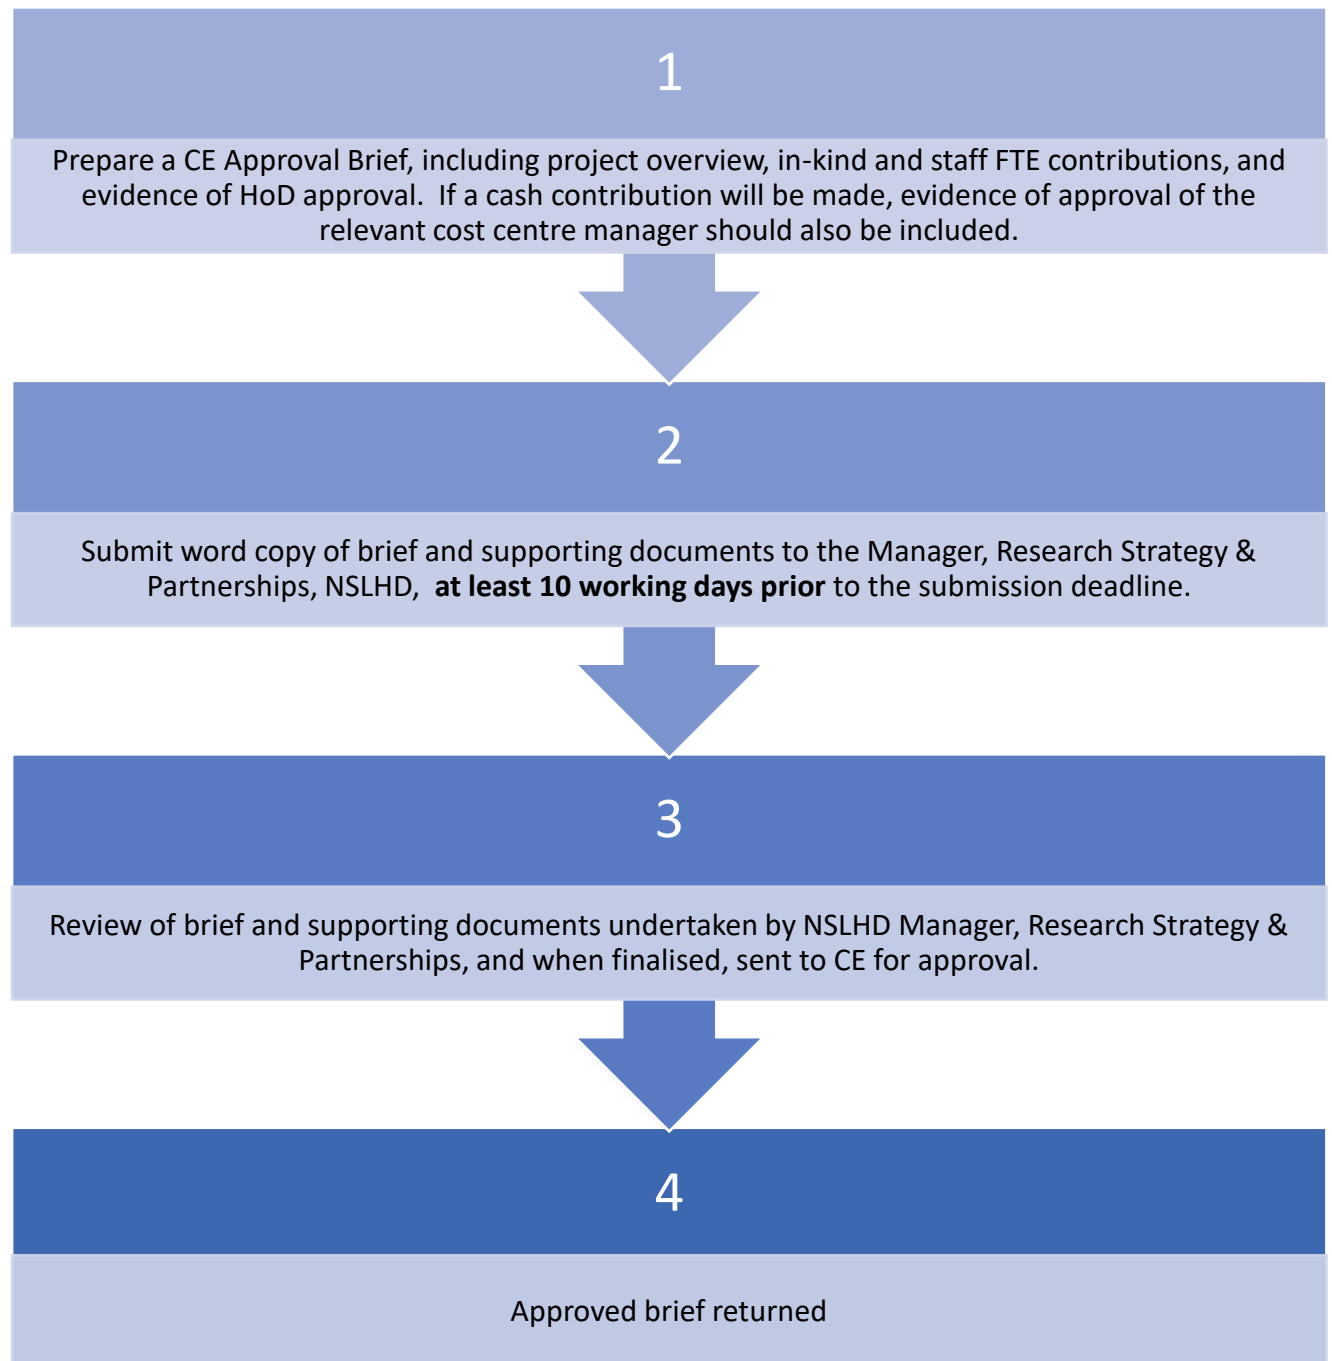 1
Prepare a CE Approval Brief, including project overview, in-kind and staff FTE contributions, and
evidence of HoD approval.  If a cash contribution will be made, evidence of approval of the
relevant cost centre manager should also be included.
2
Submit word copy of brief and supporting documents to the Manager, Research Strategy &
Partnerships, NSLHD,  at least 10 working days prior to the submission deadline.
3
Review of brief and supporting documents undertaken by NSLHD Manager, Research Strategy &
Partnerships, and when finalised, sent to CE for approval.
4
Approved brief returned